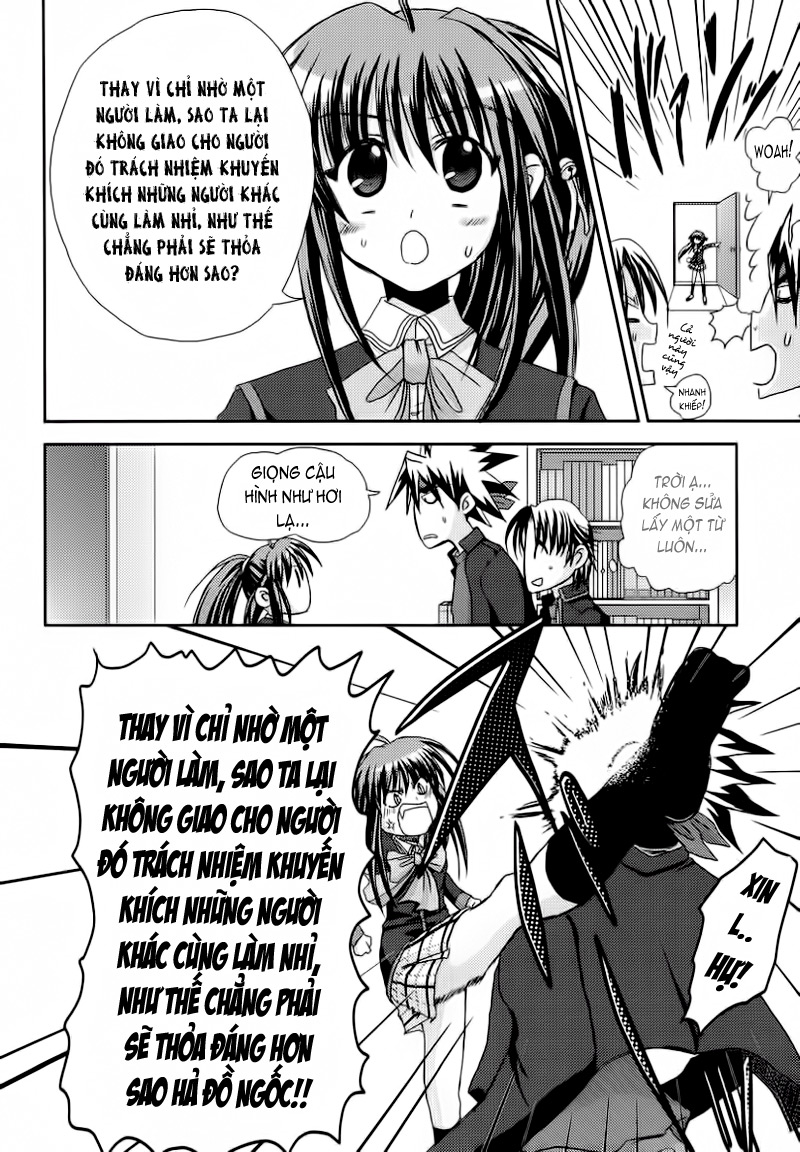 THAY VÌ CHỈ NHỜ MỘT
NGƯỜI LÀM, SAO TA LẠI
KHÔNG GIAO CHO NGƯỜI
ĐÓ TRÁCH NHIỆM KHUYẾN
KHÍCH NHỮNG NGƯỜI KHÁC
CÙNG LÀM NHỈ, NHƯ THẾ
CHẲNG PHẢI SẼ THỎA
ĐÁNG HƠN SAO?
WOAH!
Cả
người
này
cũng
vậy
NHANH
KHIẾP!
GIỌNG CẬU
HÌNH NHƯ HƠI
LẠ...
TRỜI Ạ...
KHÔNG SỬA
LẤY MỘT TỪ
LUÔN...
THAY VÌ CHỈ NHỜ MỘT
NGƯỜI LÀM, SAO TA LẠI
KHÔNG GIAO CHO NGƯỜI
ĐÓ TRÁCH NHIỆM KHUYẾN
KHÍCH NHỮNG NGƯỜI
KHÁC CÙNG LÀM NHỈ,
NHƯ THẾ CHẲNG PHẢI
SẼ THỎA ĐÁNG HƠN
SAO HẢ ĐỒ NGỐC!!
XIN
L..
HỰ!